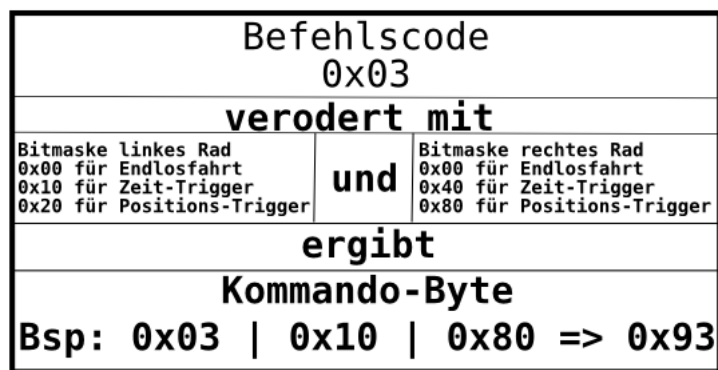 Befehlscode
0x03
verodert mit
Bitmaske linkes Rad
0x00 für Endlosfahrt
0x10 für Zeit-Trigger
0x20 für Positions-Trigger
und
Bitmaske rechtes Rad
0x00 für Endlosfahrt
0x40 für Zeit-Trigger
0x80 für Positions-Trigger
ergibt
Kommando-Byte
Bsp: 0x03 | 0x10 | 0x80 => 0x93